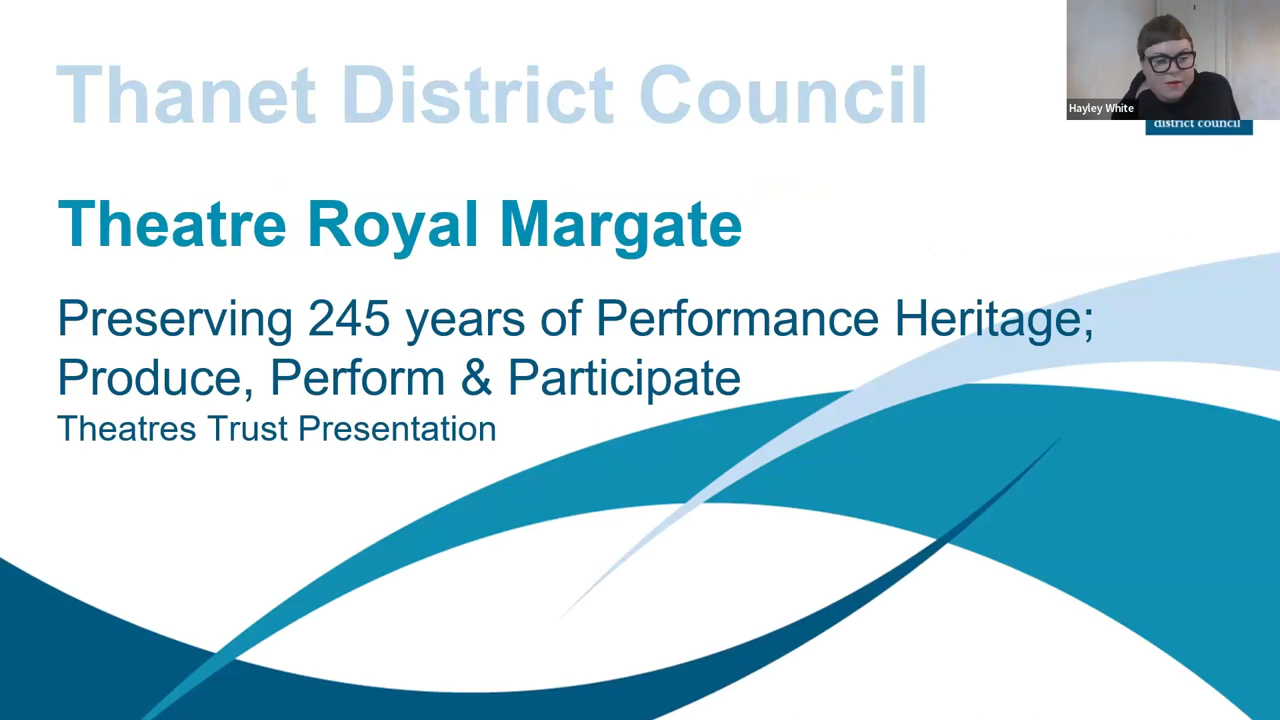 Thanet District Council
Hayley White
district council
Theatre Royal Margate
Preserving 245 years of Performance Heritage;
Produce, Perform & Participate
Theatres Trust Presentation